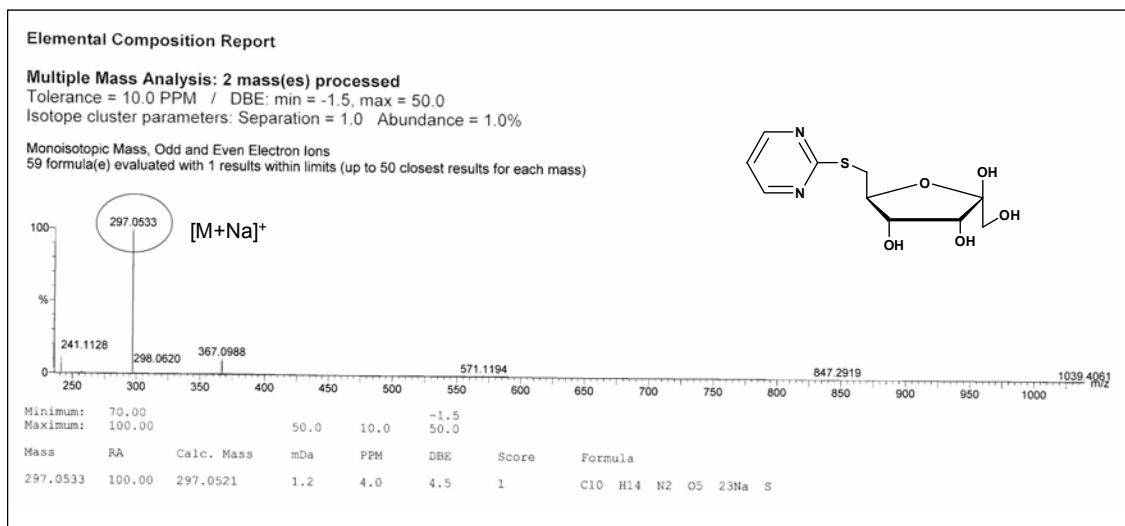 Elemental Composition Report
Multiple Mass Analysis: 2 mass(es) processed
Tolerance = 10.0 PPM / DBE: min = -1.5, max = 50.0
Isotope cluster parameters: Separation = 1.0 Abundance = 1.0%
Monoisotopic Mass, Odd and Even Electron Ions
59 formula(e) evaluated with 1 results within limits (up to 50 closest results for each mass)
N
S
N
O
OH
OH
OH
OH
100
297.0533
[M+Na]+
%
241.1128
298.0620
367.0988
571.1194
847.2919
1039.4061
0
250 300 350 400 450 500 550 600 650 700 750 800 850 900 950 1000 m/z
Minimum: 70.00 -1.5
Maximum: 100.00 50.0 10.0 50.0
Mass RA Calc. Mass mDa PPM DBE Score Formula
297.0533 100.00 297.0521 1.2 4.0 4.5 1 C10 H14 N2 O5 23Na S